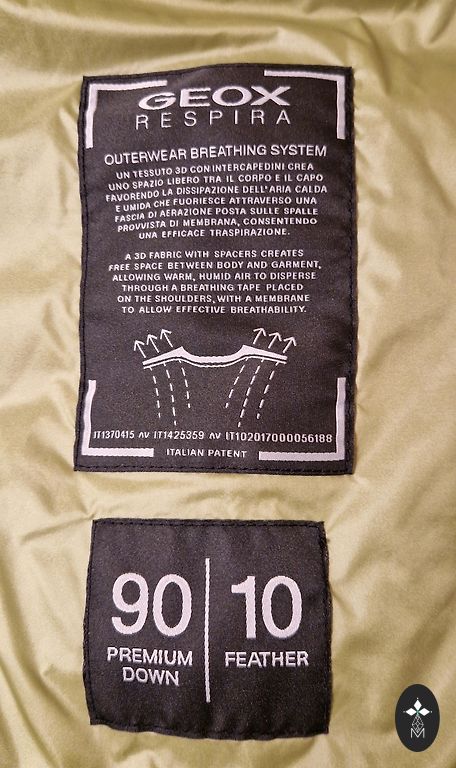 GEOX
RESPIRA
OUTERWEAR BREATHING SYSTEM
UN TESSUTO 3D CON INTERCAPEDINI CREA
UNO SPAZIO LIBERO TRA IL CORPO E IL CAPO
FAVORENDO LA DISSIPAZIONE DELL'ARIA CALDA
E UMIDA CHE FUORIESCE ATTRAVERSO UNA
FASCIA DI AERAZIONE POSTA SULLE SPALLE
PROVVISTA DI MEMBRANA, CONSENTENDO
UNA EFFICACE TRASPIRAZIONE.
A 3D FABRIC WITH SPACERS CREATES
FREE SPACE BETWEEN BODY AND GARMENT,
ALLOWING WARM, HUMID AIR TO DISPERSE
THROUGH A BREATHING TAPE PLACED
ON THE SHOULDERS, WITH A MEMBRANE
TO ALLOW EFFECTIVE BREATHABILITY.
IT1370415 AV IT1425359 AV IT102017000056188
ITALIAN PATENT
90 | 10
PREMIUM DOWN | FEATHER
M